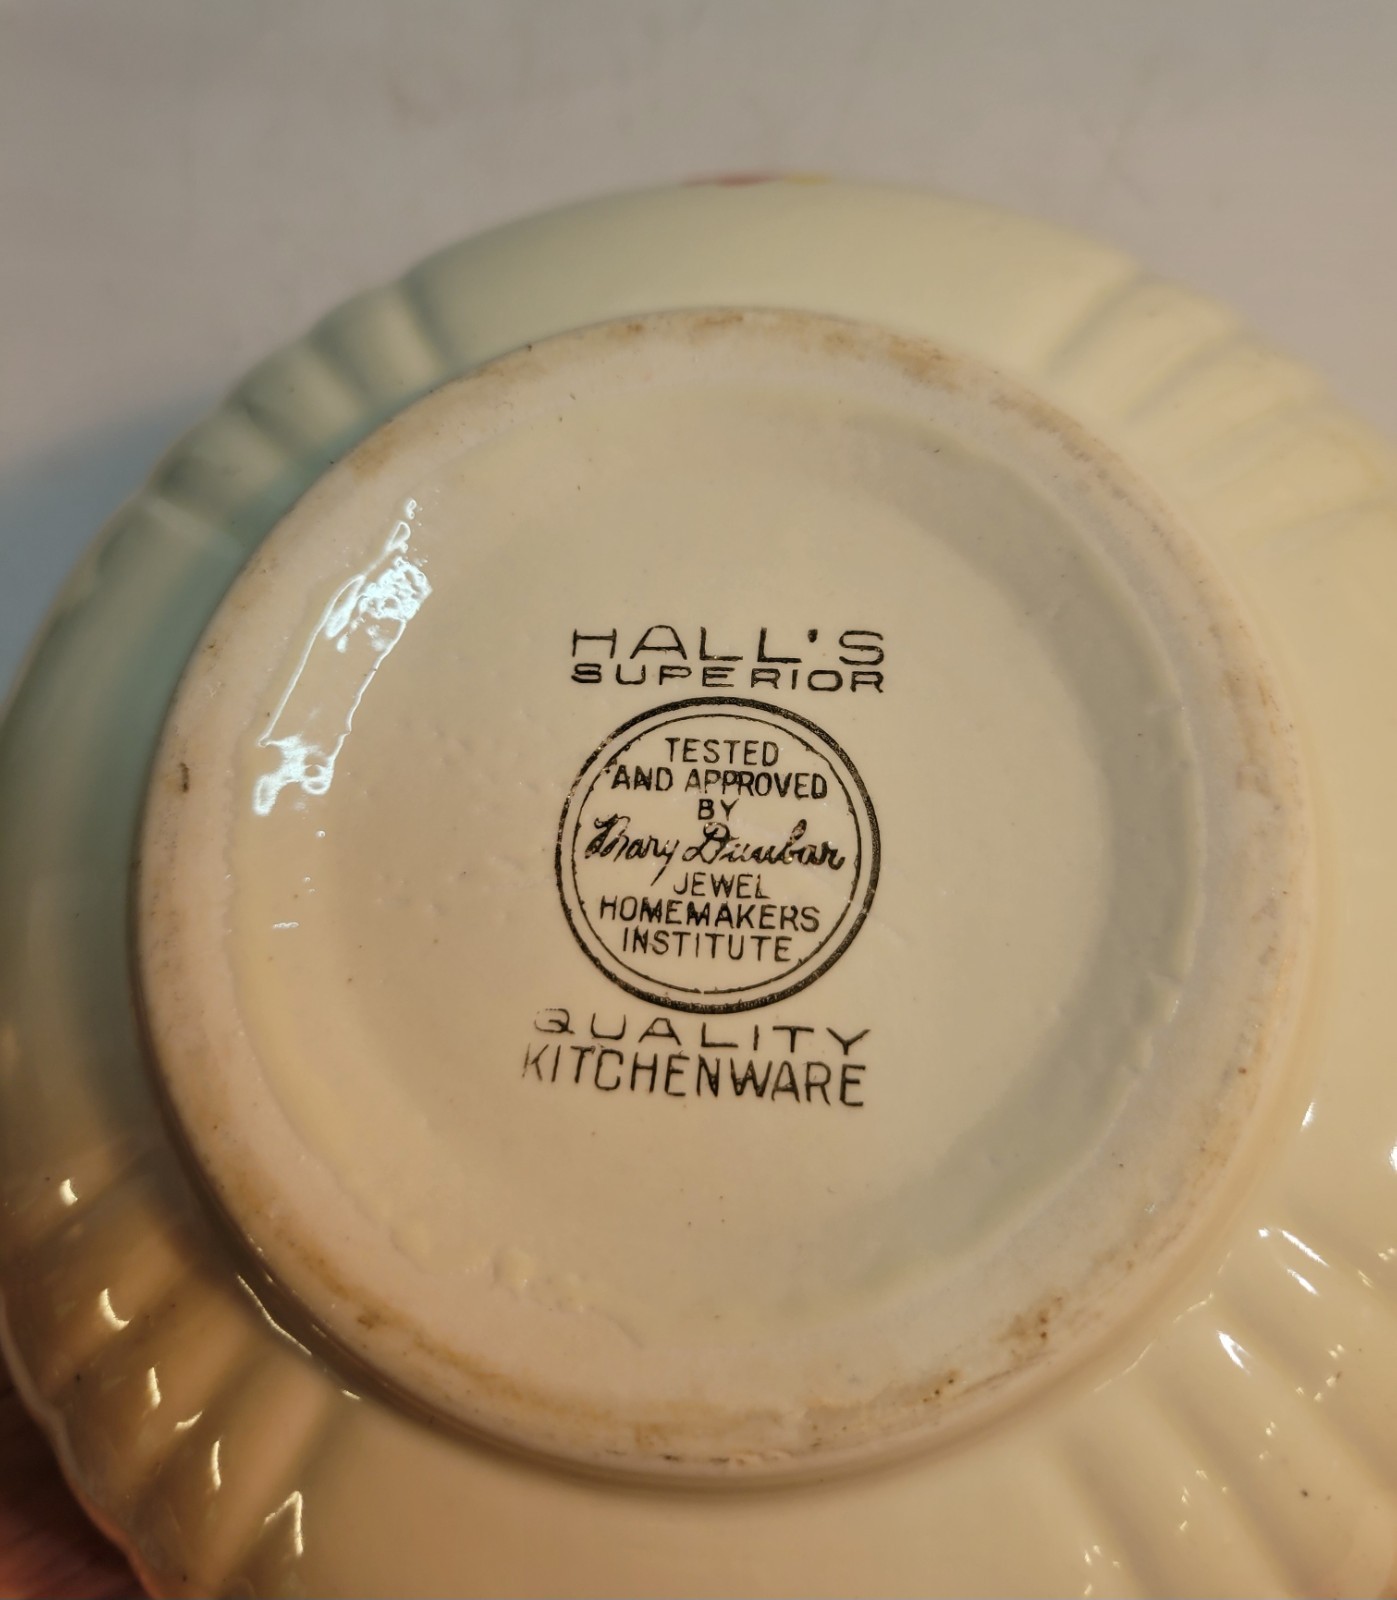 HALL'S
SUPERIOR
TESTED
AND APPROVED
BY
Mary Dunbar
JEWEL
HOMEMAKERS
INSTITUTE
QUALITY
KITCHENWARE